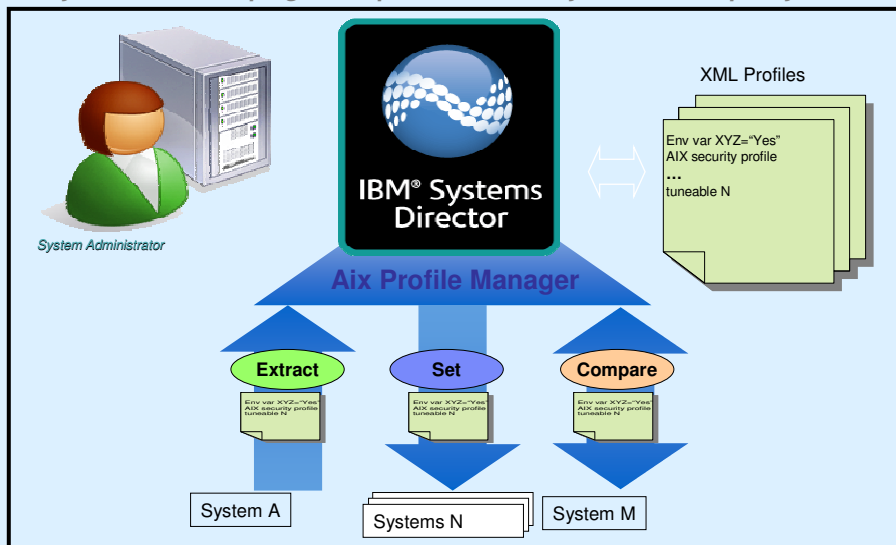 XML Profiles
Env var XYZ=“Yes”
AIX security profile
...
tuneable N
IBM® Systems
Director
System Administrator
Aix Profile Manager
Extract
Set
Compare
Env var XYZ=“Yes”
AIX security profile
tuneable N
Env var XYZ=“Yes”
AIX security profile
tuneable N
Env var XYZ=“Yes”
AIX security profile
tuneable N
System A
Systems N
System M